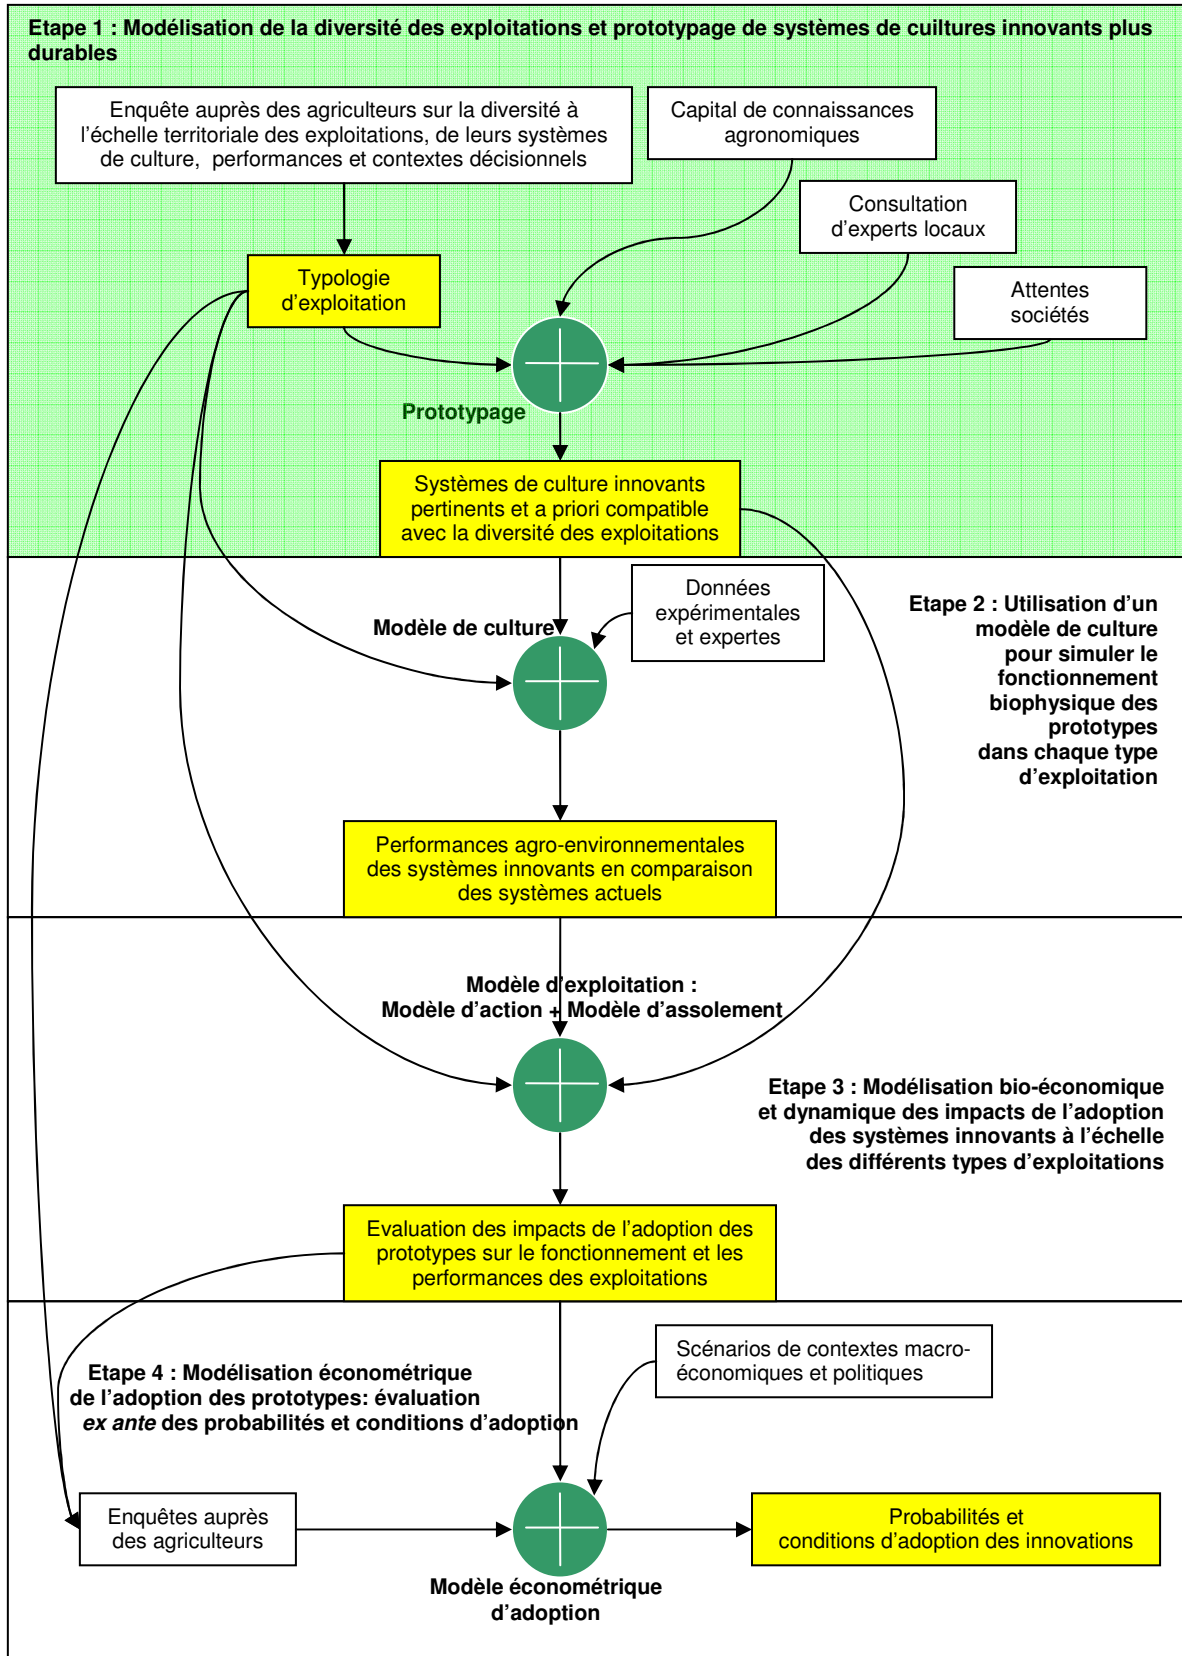 Etape 1 : Modélisation de la diversité des exploitations et prototypage de systèmes de cuiltures innovants plus
durables
Enquête auprès des agriculteurs sur la diversité à
l’échelle territoriale des exploitations, de leurs systèmes
de culture, performances et contextes décisionnels
Capital de connaissances
agronomiques
Consultation
d’experts locaux
Attentes
sociétés
Typologie
d’exploitation
Prototypage
Systèmes de culture innovants
pertinents et a priori compatible
avec la diversité des exploitations
Données
expérimentales
et expertes
Modèle de culture
Etape 2 : Utilisation d’un
modèle de culture
pour simuler le
fonctionnement
biophysique des
prototypes
dans chaque type
d’exploitation
Performances agro-environnementales
des systèmes innovants en comparaison
des systèmes actuels
Modèle d’exploitation :
Modèle d’action + Modèle d’assolement
Etape 3 : Modélisation bio-économique
et dynamique des impacts de l’adoption
des systèmes innovants à l’échelle
des différents types d’exploitations
Evaluation des impacts de l’adoption des
prototypes sur le fonctionnement et les
performances des exploitations
Scénarios de contextes macro-
économiques et politiques
Etape 4 : Modélisation économétrique
de l’adoption des prototypes: évaluation
ex ante des probabilités et conditions d’adoption
Enquêtes auprès
des agriculteurs
Probabilités et
conditions d’adoption des innovations
Modèle économétrique
d’adoption